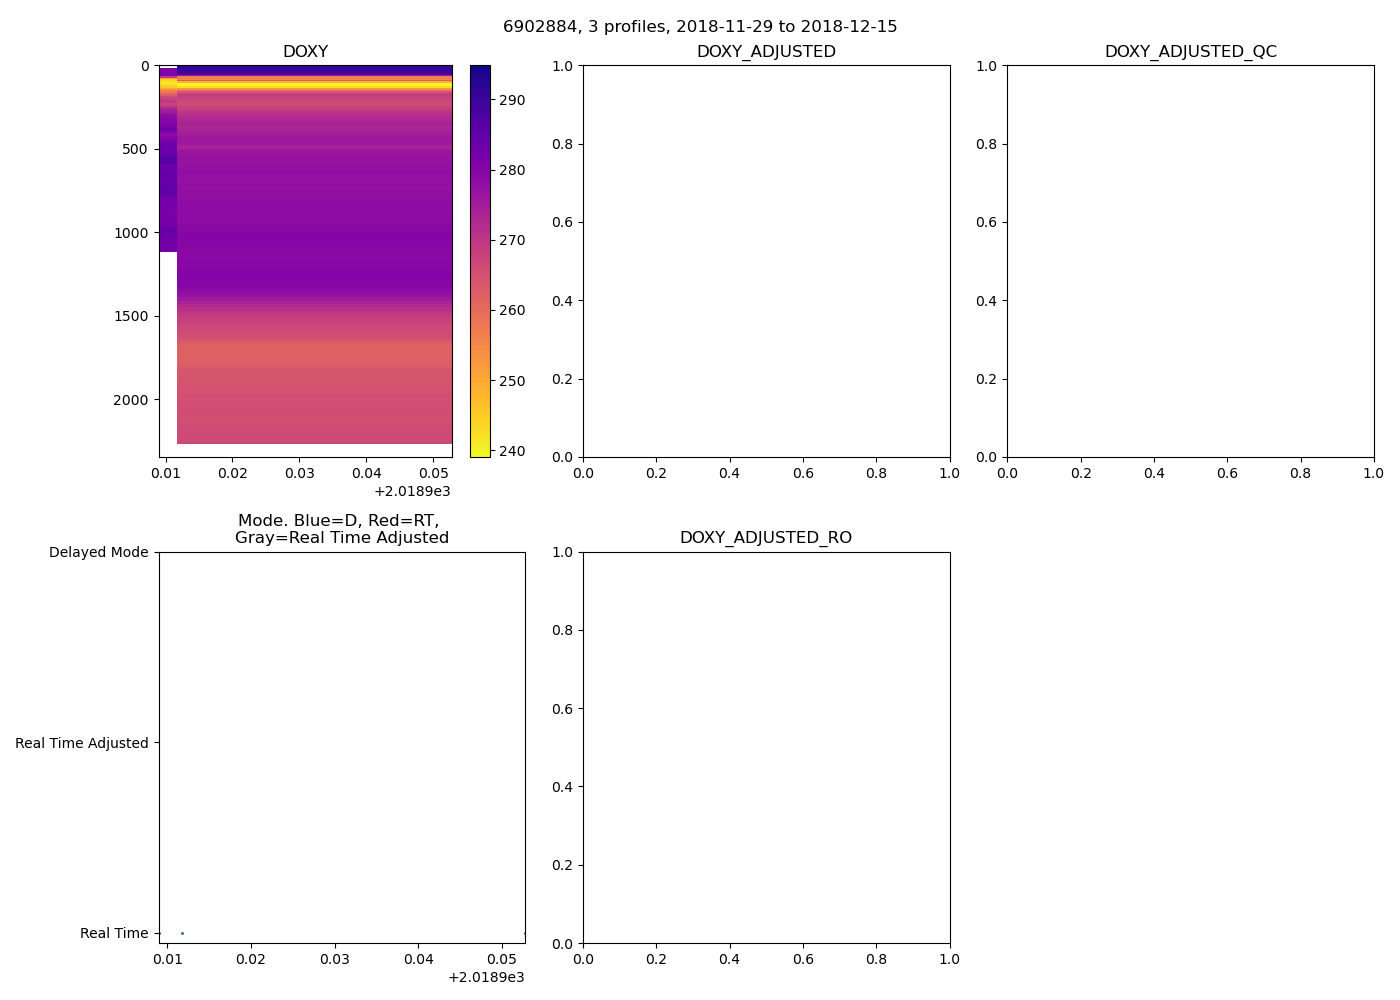 6902884, 3 profiles, 2018-11-29 to 2018-12-15
DOXY
0
500
1000
1500
2000
0.01 0.02 0.03 0.04 0.05
+2.0189e3
290
280
270
260
250
240
DOXY_ADJUSTED
1.0
0.8
0.6
0.4
0.2
0.0
0.0 0.2 0.4 0.6 0.8 1.0
DOXY_ADJUSTED_QC
1.0
0.8
0.6
0.4
0.2
0.0
0.0 0.2 0.4 0.6 0.8 1.0
Mode. Blue=D, Red=RT,
Gray=Real Time Adjusted
Delayed Mode
Real Time Adjusted
Real Time
0.01 0.02 0.03 0.04 0.05
+2.0189e3
DOXY_ADJUSTED_RO
1.0
0.8
0.6
0.4
0.2
0.0
0.0 0.2 0.4 0.6 0.8 1.0